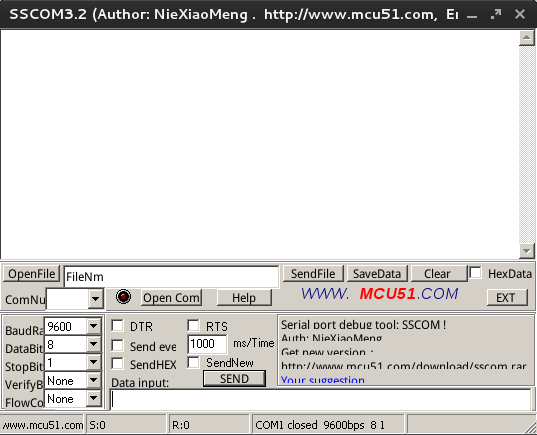 SSCOM3.2 (Author: NieXiaoMeng . http://www.mcu51.com, En
OpenFile FileNm SendFile SaveData Clear HexData
ComNu Open Com Help WWW. MCU51.COM EXT
BaudRa 9600 DTR RTS
DataBit 8 Send eve 1000 ms/Time
StopBit 1 SendHEX SendNew
VerifyB None Data input: SEND
FlowCo None
Serial port debug tool: SSCOM !
Auth: NieXiaoMeng
Get new version :
http://www.mcu51.com/download/sscom.rar
Your suggestion
www.mcu51.com S:0 R:0 COM1 closed 9600bps 8 1